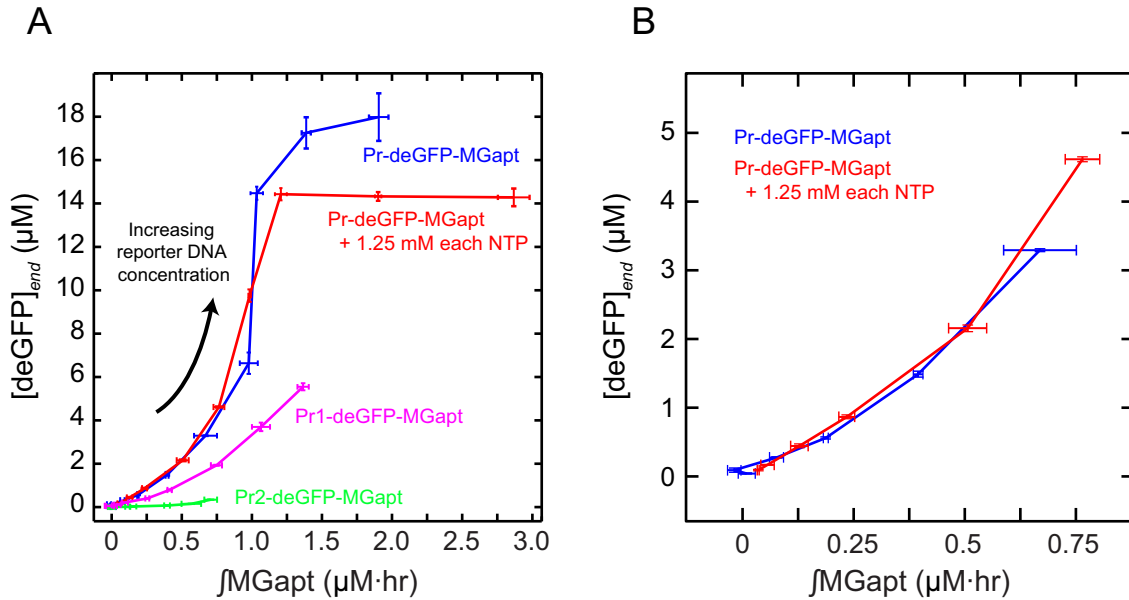 A
B
[deGFP]end (µM)
18
16
14
12
10
8
6
4
2
0
0
0.5
1.0
1.5
2.0
2.5
3.0
∫MGapt (µM·hr)
Increasing
reporter DNA
concentration
Pr-deGFP-MGapt
Pr-deGFP-MGapt
+ 1.25 mM each NTP
Pr1-deGFP-MGapt
Pr2-deGFP-MGapt
[deGFP]end (µM)
5
4
3
2
1
0
0
0.25
0.5
0.75
∫MGapt (µM·hr)
Pr-deGFP-MGapt
Pr-deGFP-MGapt
+ 1.25 mM each NTP